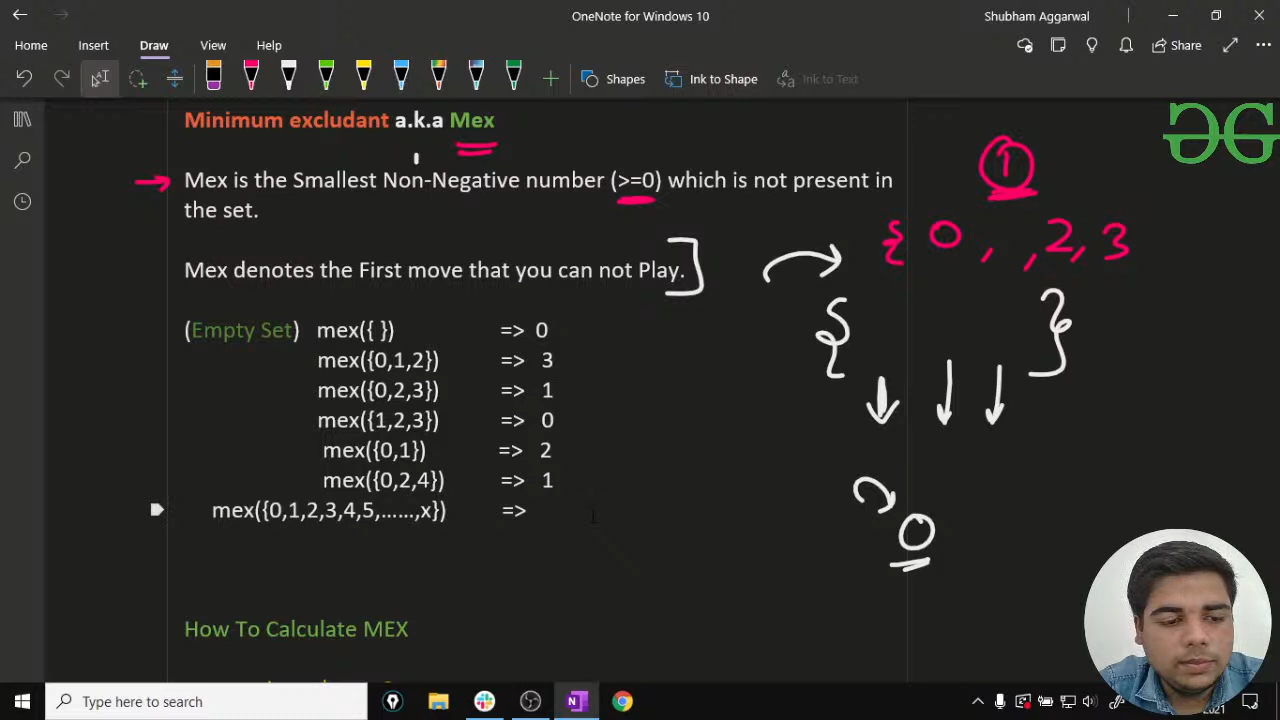 OneNote for Windows 10
Shubham Aggarwal
Home Insert Draw View Help
Share
Shapes Ink to Shape Ink to Text
Minimum excludant a.k.a Mex
Mex is the Smallest Non-Negative number (>=0) which is not present in
the set.
Mex denotes the First move that you can not Play.
(Empty Set) mex({ }) => 0
mex({0,1,2}) => 3
mex({0,2,3}) => 1
mex({1,2,3}) => 0
mex({0,1}) => 2
mex({0,2,4}) => 1
mex({0,1,2,3,4,5,......,x}) =>
How To Calculate MEX
1
{ 0 , , 2, 3
{ }
0
GG
Type here to search
2021